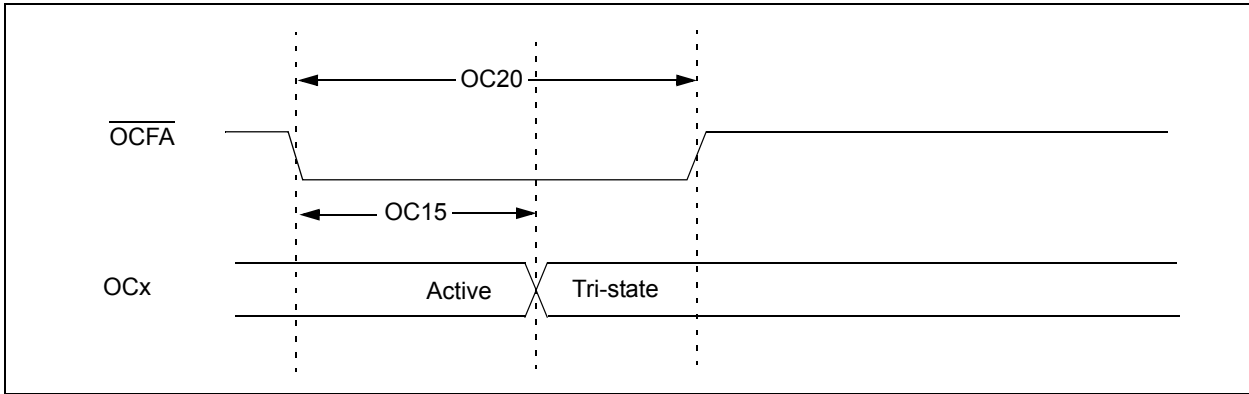 OC20
OCFA
OC15
OCx
Active
Tri-state